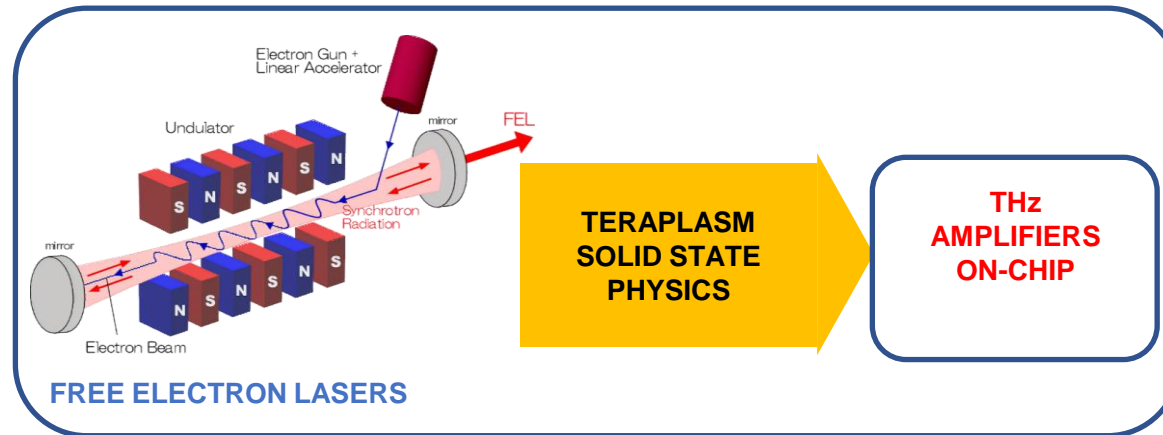 Electron Gun +
Linear Accelerator
Undulator
mirror
FEL
S
N
S
N
S
N
Synchrotron
Radiation
mirror
N
S
N
S
N
S
Electron Beam
FREE ELECTRON LASERS
TERAPLASM
SOLID STATE
PHYSICS
THz
AMPLIFIERS
ON-CHIP